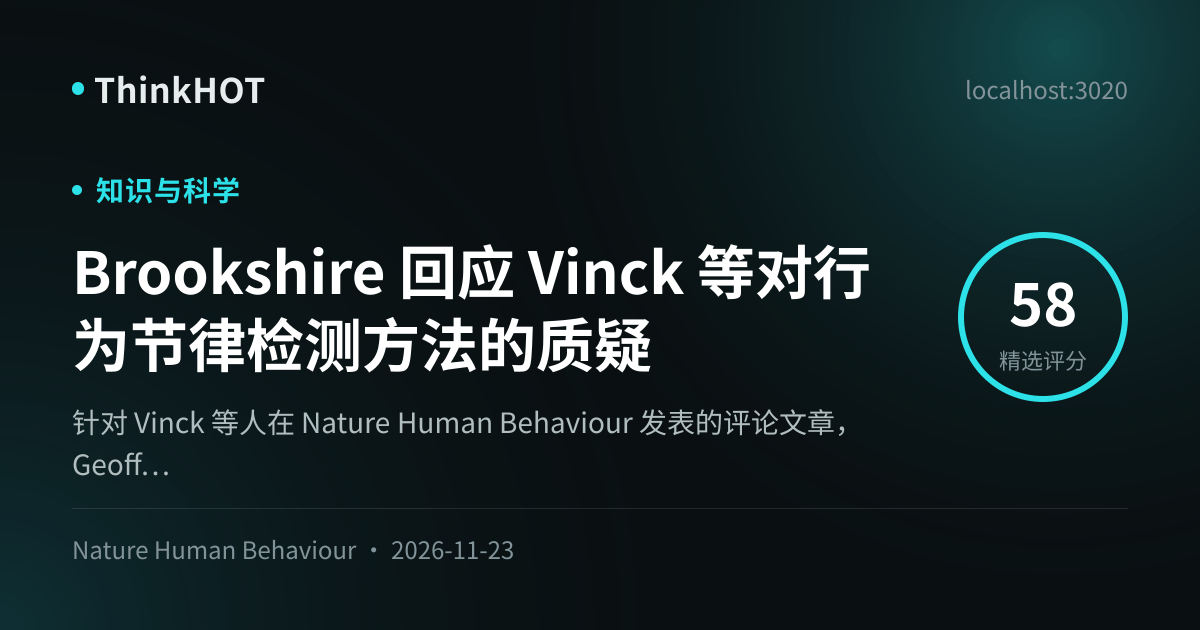 ThinkHOT
localhost:3020
知识与科学
Brookshire 回应 Vinck 等对行
为节律检测方法的质疑
58
精选评分
针对 Vinck 等人在 Nature Human Behaviour 发表的评论文章，
Geoff…
Nature Human Behaviour • 2026-11-23